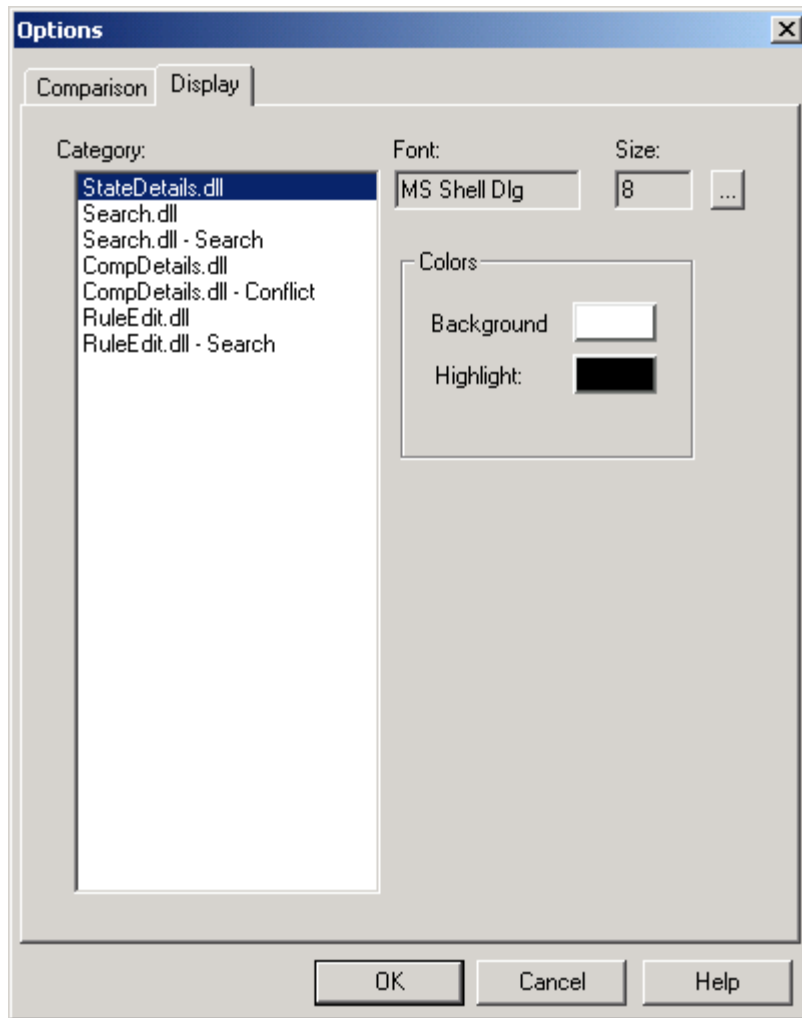 Options
Comparison Display
Category: Font: Size:
StateDetails.dll MS Shell Dlg 8 ...
Search.dll
Search.dll - Search
CompDetails.dll
CompDetails.dll - Conflict
RuleEdit.dll
RuleEdit.dll - Search
Colors
Background
Highlight:
OK Cancel Help